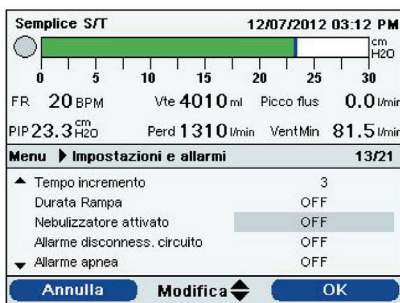 Semplice S/T 12/07/2012 03:12 PM
cm H2O
0 5 10 15 20 25 30
FR 20 BPM Vte 4010 ml Picco flus 0.0 l/min
PIP 23.3 cm H2O Perd 1310 l/min VentMin 81.5 l/min
Menu Impostazioni e allarmi 13/21
Tempo incremento 3
Durata Rampa OFF
Nebulizzatore attivato OFF
Allarme disconness. circuito OFF
Allarme apnea OFF
Annulla Modifica OK